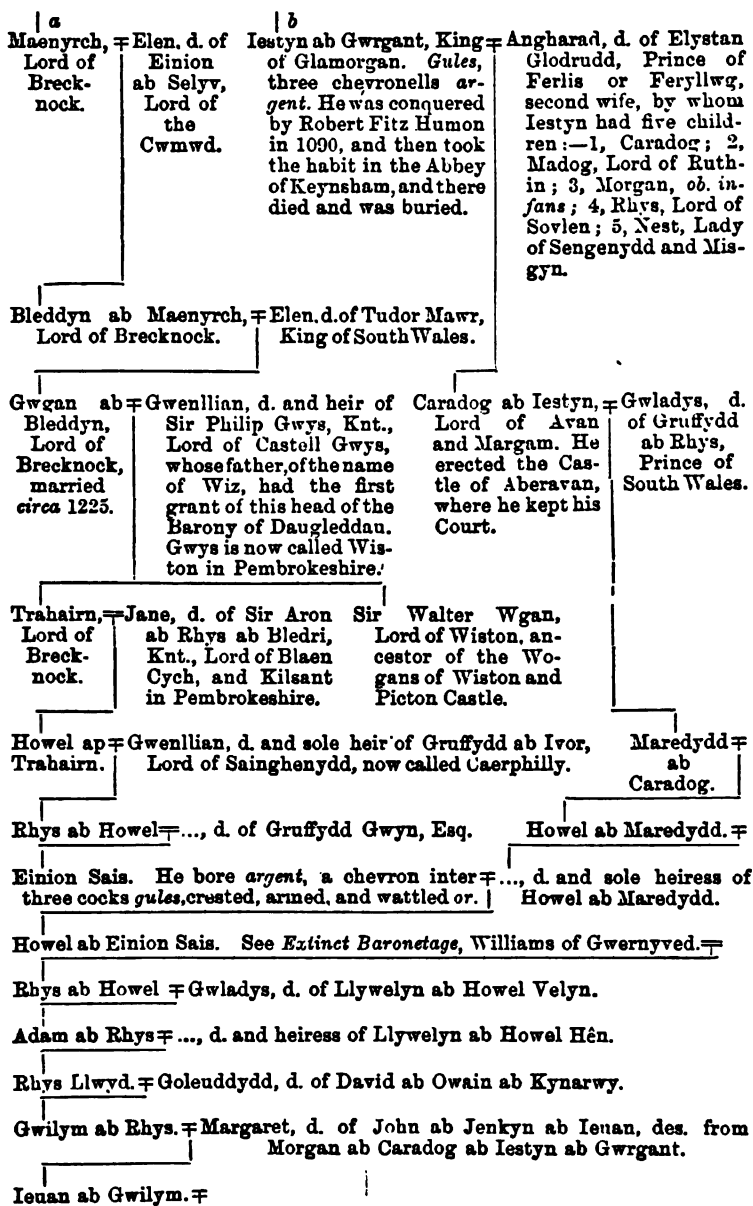 a
Maenyrch,
Lord of
Breck-
nock.
Elen. d. of
Einion
ab Selyv,
Lord of
the
Cwmwd.
b
Iestyn ab Gwrgant, King
of Glamorgan. Gules,
three chevronells ar-
gent. He was conquered
by Robert Fitz Humon
in 1090, and then took
the habit in the Abbey
of Keynsham, and there
died and was buried.
Angharad, d. of Elystan
Glodrudd, Prince of
Ferlis or Feryllwg,
second wife, by whom
Iestyn had five child-
ren:—1, Caradog; 2,
Madog, Lord of Ruth-
in; 3, Morgan, ob. in-
fans; 4, Rhys, Lord of
Sovlen; 5, Nest, Lady
of Sengenydd and Mis-
gyn.
Bleddyn ab Maenyrch,
Lord of Brecknock.
Elen. d. of Tudor Mawr,
King of South Wales.
Gwgan ab
Bleddyn,
Lord of
Brecknock,
married
circa 1225.
Gwenllian, d. and heir of
Sir Philip Gwys, Knt.,
Lord of Castell Gwys,
whose father, of the name
of Wiz, had the first
grant of this head of the
Barony of Daugleddau.
Gwys is now called Wis-
ton in Pembrokeshire.
Caradog ab Iestyn,
Lord of Avan
and Margam. He
erected the Cas-
tle of Aberavan,
where he kept his
Court.
Gwladys, d.
of Gruffydd
ab Rhys,
Prince of
South Wales.
Trahairn,
Lord of
Breck-
nock.
Jane, d. of Sir Aron
ab Rhys ab Bledri,
Knt., Lord of Blaen
Cych, and Kilsant
in Pembrokeshire.
Sir Walter Wgan,
Lord of Wiston, an-
cestor of the Wo-
gans of Wiston and
Picton Castle.
Howel ap
Trahairn.
Gwenllian, d. and sole heir of Gruffydd ab Ivor,
Lord of Sainghenydd, now called Caerphilly.
Maredydd
ab
Caradog.
Rhys ab Howel ..., d. of Gruffydd Gwyn, Esq.
Howel ab Maredydd.
Einion Sais. He bore argent, a chevron inter
three cocks gules, crested, armed, and wattled or.
..., d. and sole heiress of
Howel ab Maredydd.
Howel ab Einion Sais. See Extinct Baronetage, Williams of Gwernyved.
Rhys ab Howel Gwladys, d. of Llywelyn ab Howel Velyn.
Adam ab Rhys ..., d. and heiress of Llywelyn ab Howel Hên.
Rhys Llwyd. Goleuddydd, d. of David ab Owain ab Kynarwy.
Gwilym ab Rhys. Margaret, d. of John ab Jenkyn ab Ieuan, des. from
Morgan ab Caradog ab Iestyn ab Gwrgant.
Ieuan ab Gwilym.